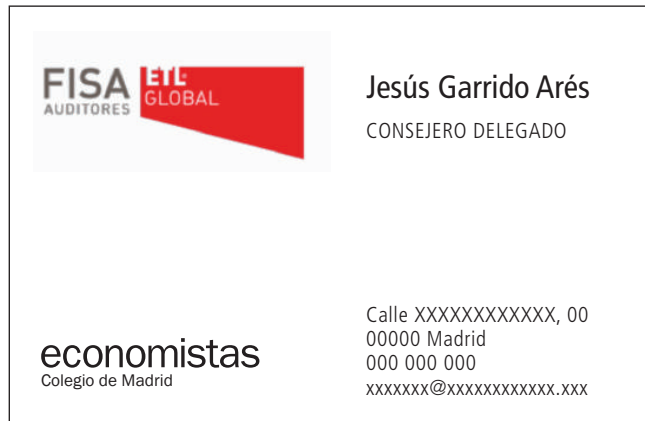 FISA
AUDITORES
ETL
GLOBAL
Jesús Garrido Arés
CONSEJERO DELEGADO
economistas
Colegio de Madrid
Calle XXXXXXXXXXXX, 00
00000 Madrid
000 000 000
xxxxxxx@xxxxxxxxxxxx.xxx